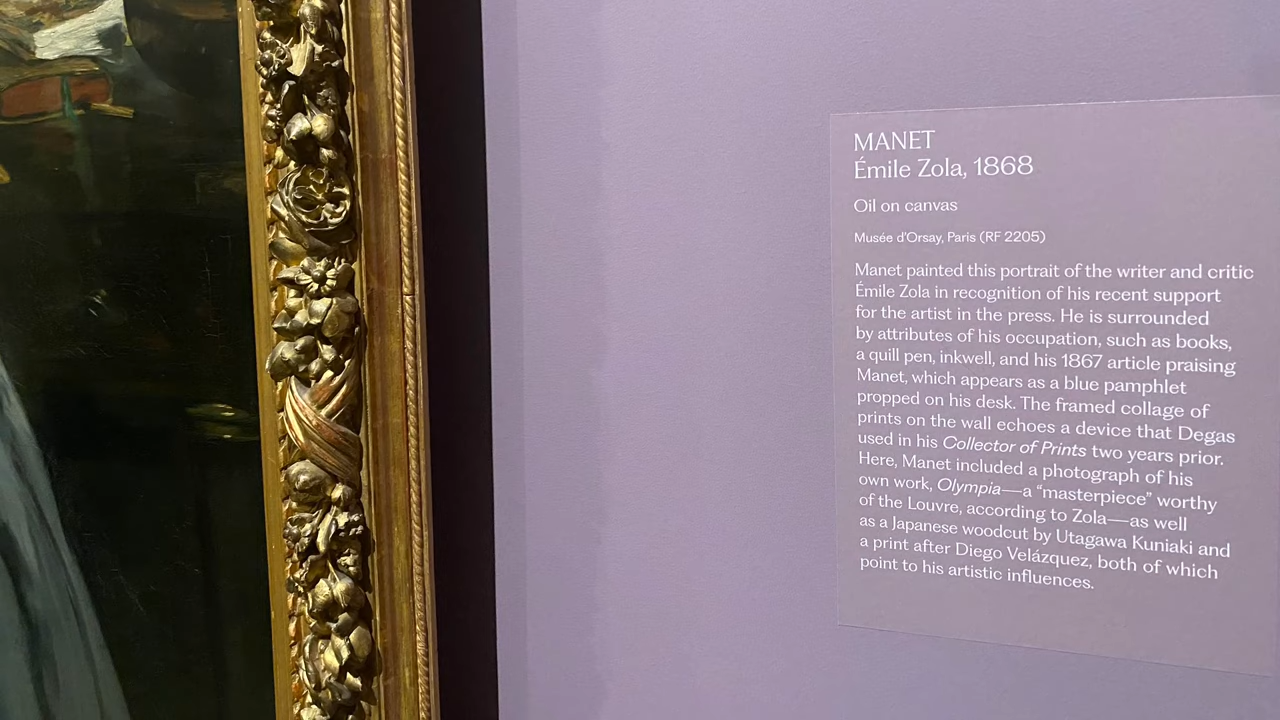 MANET
Émile Zola, 1868
Oil on canvas
Musée d'Orsay, Paris (RF 2205)
Manet painted this portrait of the writer and critic
Émile Zola in recognition of his recent support
for the artist in the press. He is surrounded
by attributes of his occupation, such as books,
a quill pen, inkwell, and his 1867 article praising
Manet, which appears as a blue pamphlet
propped on his desk. The framed collage of
prints on the wall echoes a device that Degas
used in his Collector of Prints two years prior.
Here, Manet included a photograph of his
own work, Olympia—a “masterpiece” worthy
of the Louvre, according to Zola—as well
as a Japanese woodcut by Utagawa Kuniaki and
a print after Diego Velázquez, both of which
point to his artistic influences.